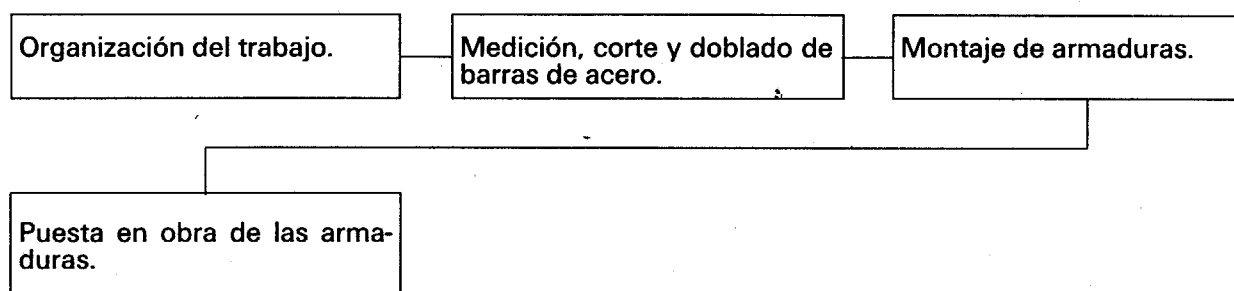 Organización del trabajo.
Medición, corte y doblado de
barras de acero.
Montaje de armaduras.
Puesta en obra de las arma-
duras.